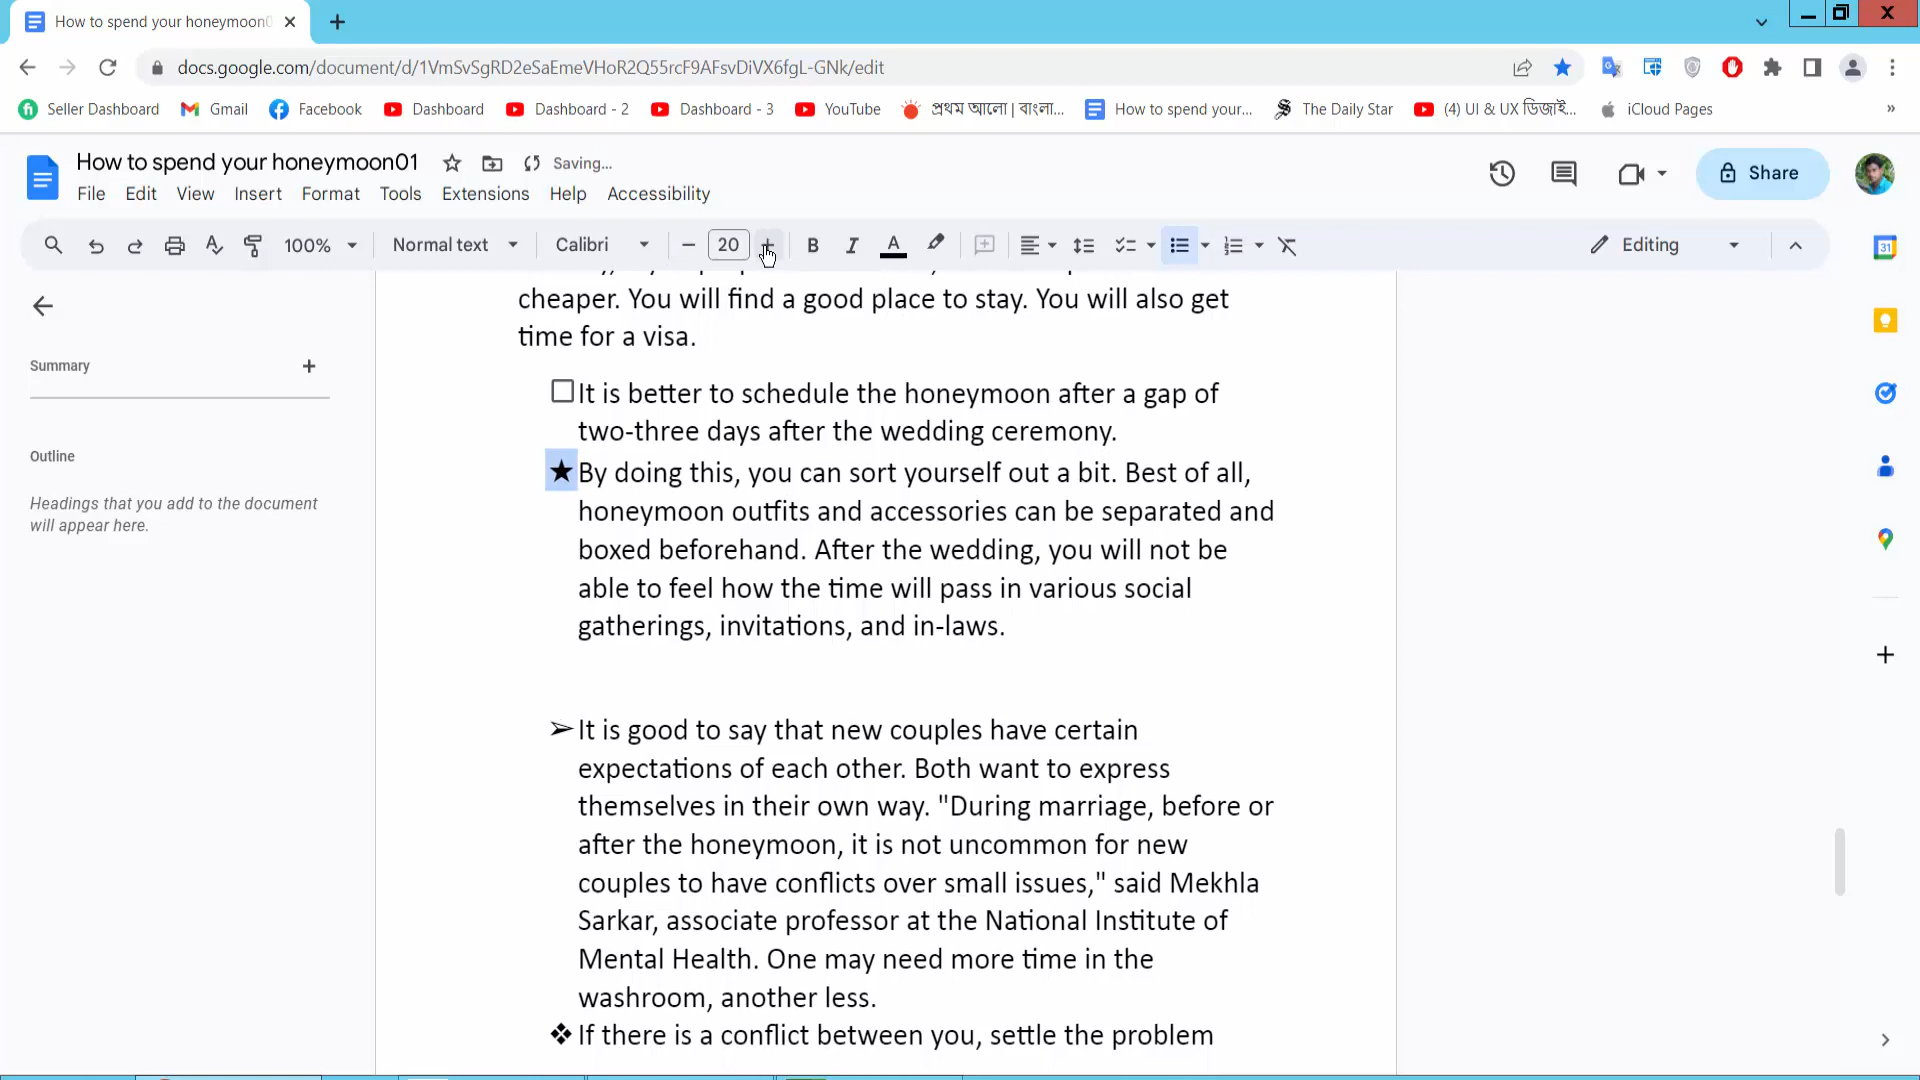 How to spend your honeymoon0
docs.google.com/document/d/1VmSvSgRD2eSaEmeVHoR2Q55rcF9AFsvDiVX6fgL-GNk/edit
Seller Dashboard
Gmail
Facebook
Dashboard
Dashboard - 2
Dashboard - 3
YouTube
প্রথম আলো | বাংলা...
How to spend your...
The Daily Star
(4) UI & UX ডিজাই...
iCloud Pages
»
How to spend your honeymoon01
Saving...
Share
File Edit View Insert Format Tools Extensions Help Accessibility
100% Normal text Calibri − 20 + B I A Editing
31
cheaper. You will find a good place to stay. You will also get
time for a visa.
Summary
Outline
Headings that you add to the document
will appear here.
It is better to schedule the honeymoon after a gap of
two-three days after the wedding ceremony.
★ By doing this, you can sort yourself out a bit. Best of all,
honeymoon outfits and accessories can be separated and
boxed beforehand. After the wedding, you will not be
able to feel how the time will pass in various social
gatherings, invitations, and in-laws.
➢ It is good to say that new couples have certain
expectations of each other. Both want to express
themselves in their own way. "During marriage, before or
after the honeymoon, it is not uncommon for new
couples to have conflicts over small issues," said Mekhla
Sarkar, associate professor at the National Institute of
Mental Health. One may need more time in the
washroom, another less.
❖ If there is a conflict between you, settle the problem